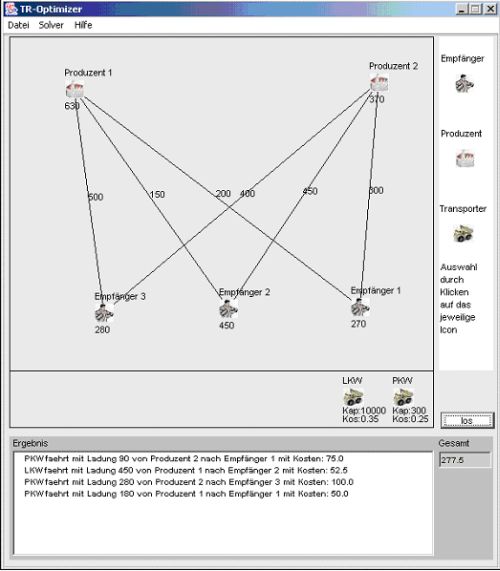 TR-Optimizer
Datei Solver Hilfe
Produzent 1
630
Produzent 2
370
500
150
200
400
450
300
Empfänger 3
280
Empfänger 2
450
Empfänger 1
270
LKW
Kap:10000
Kos:0.35
PKW
Kap:300
Kos:0.25
Empfänger
Produzent
Transporter
Auswahl
durch
Klicken
auf das
jeweilige
Icon
los
Ergebnis
PKWfaehrt mit Ladung 90 von Produzent 2 nach Empfänger 1 mit Kosten: 75.0
LKWfaehrt mit Ladung 450 von Produzent 1 nach Empfänger 2 mit Kosten: 52.5
PKWfaehrt mit Ladung 280 von Produzent 2 nach Empfänger 3 mit Kosten: 100.0
PKWfaehrt mit Ladung 180 von Produzent 1 nach Empfänger 1 mit Kosten: 50.0
Gesamt
277.5